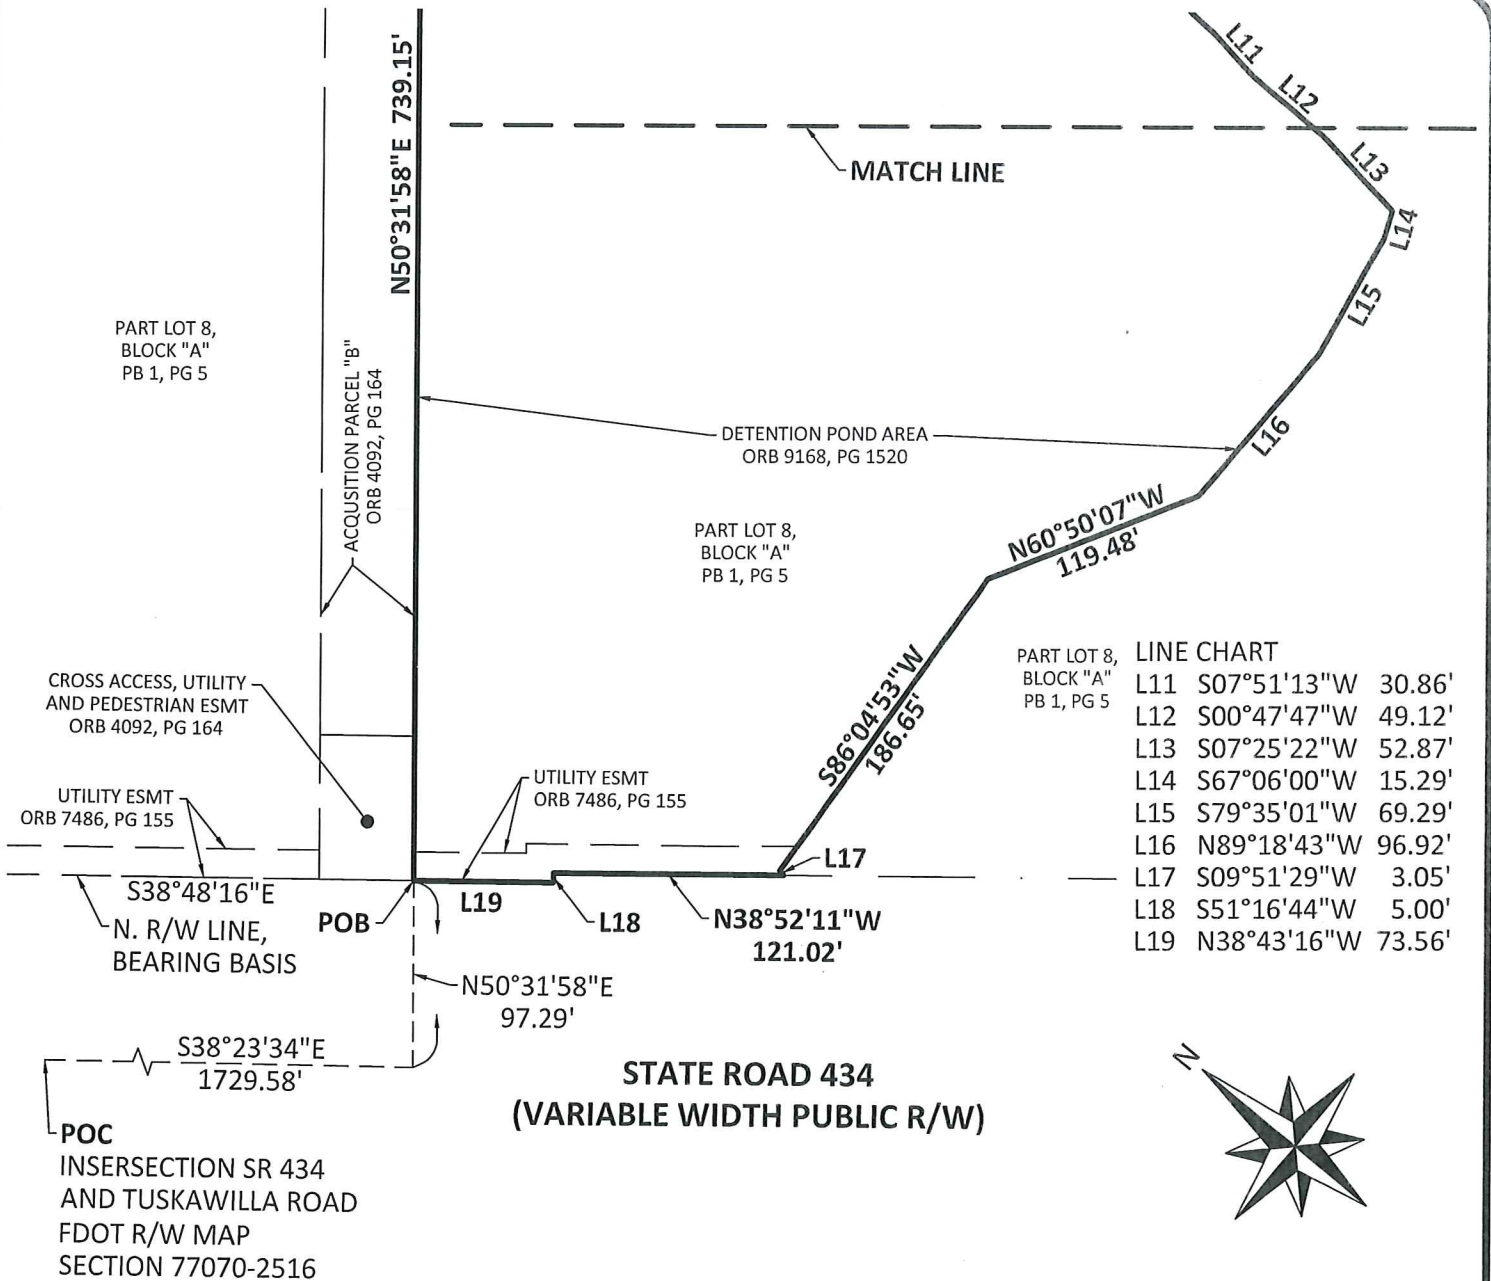 N50°31'58"E 739.15'
L11
L12
MATCH LINE
L13
L14
L15
PART LOT 8,
BLOCK "A"
PB 1, PG 5
ACQUSITION PARCEL "B"
ORB 4092, PG 164
DETENTION POND AREA
ORB 9168, PG 1520
L16
PART LOT 8,
BLOCK "A"
PB 1, PG 5
N60°50'07"W
119.48'
S86°04'53"W
186.65'
PART LOT 8,
BLOCK "A"
PB 1, PG 5
LINE CHART
L11 S07°51'13"W 30.86'
L12 S00°47'47"W 49.12'
L13 S07°25'22"W 52.87'
L14 S67°06'00"W 15.29'
L15 S79°35'01"W 69.29'
L16 N89°18'43"W 96.92'
L17 S09°51'29"W 3.05'
L18 S51°16'44"W 5.00'
L19 N38°43'16"W 73.56'
CROSS ACCESS, UTILITY
AND PEDESTRIAN ESMT
ORB 4092, PG 164
UTILITY ESMT
ORB 7486, PG 155
UTILITY ESMT
ORB 7486, PG 155
L17
S38°48'16"E
L19
POB
L18
N38°52'11"W
121.02'
N. R/W LINE,
BEARING BASIS
N50°31'58"E
97.29'
S38°23'34"E
1729.58'
STATE ROAD 434
(VARIABLE WIDTH PUBLIC R/W)
N
POC
INSERSECTION SR 434
AND TUSKAWILLA ROAD
FDOT R/W MAP
SECTION 77070-2516